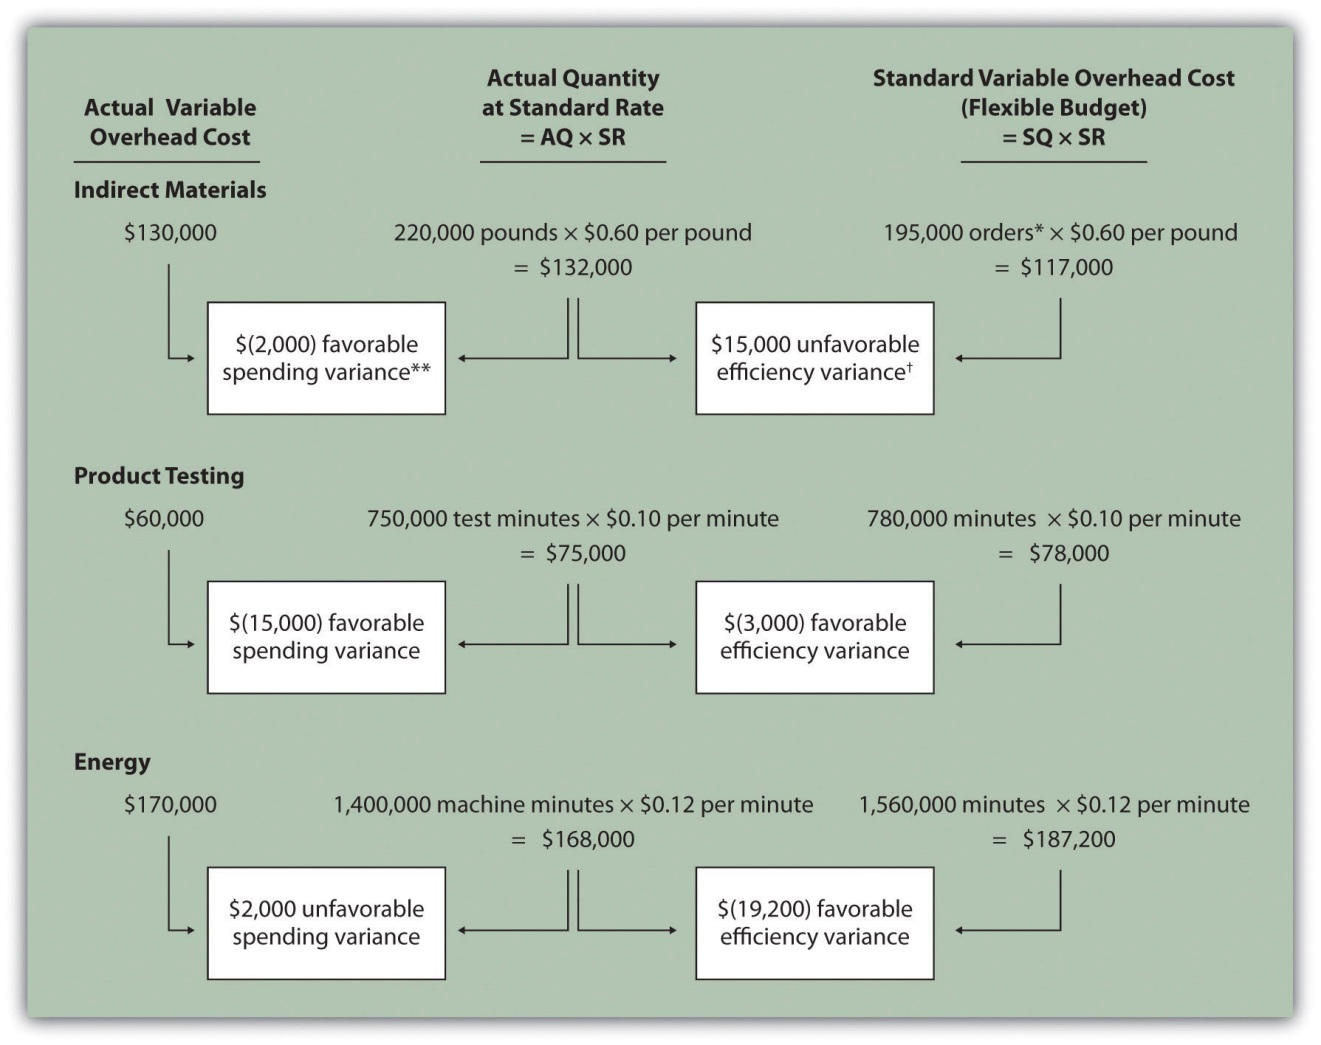 Actual Variable
Overhead Cost
Actual Quantity
at Standard Rate
= AQ × SR
Standard Variable Overhead Cost
(Flexible Budget)
= SQ × SR
Indirect Materials
$130,000
220,000 pounds × $0.60 per pound
= $132,000
195,000 orders* × $0.60 per pound
= $117,000
$(2,000) favorable
spending variance**
$15,000 unfavorable
efficiency variance†
Product Testing
$60,000
750,000 test minutes × $0.10 per minute
= $75,000
780,000 minutes × $0.10 per minute
= $78,000
$(15,000) favorable
spending variance
$(3,000) favorable
efficiency variance
Energy
$170,000
1,400,000 machine minutes × $0.12 per minute
= $168,000
1,560,000 minutes × $0.12 per minute
= $187,200
$2,000 unfavorable
spending variance
$(19,200) favorable
efficiency variance